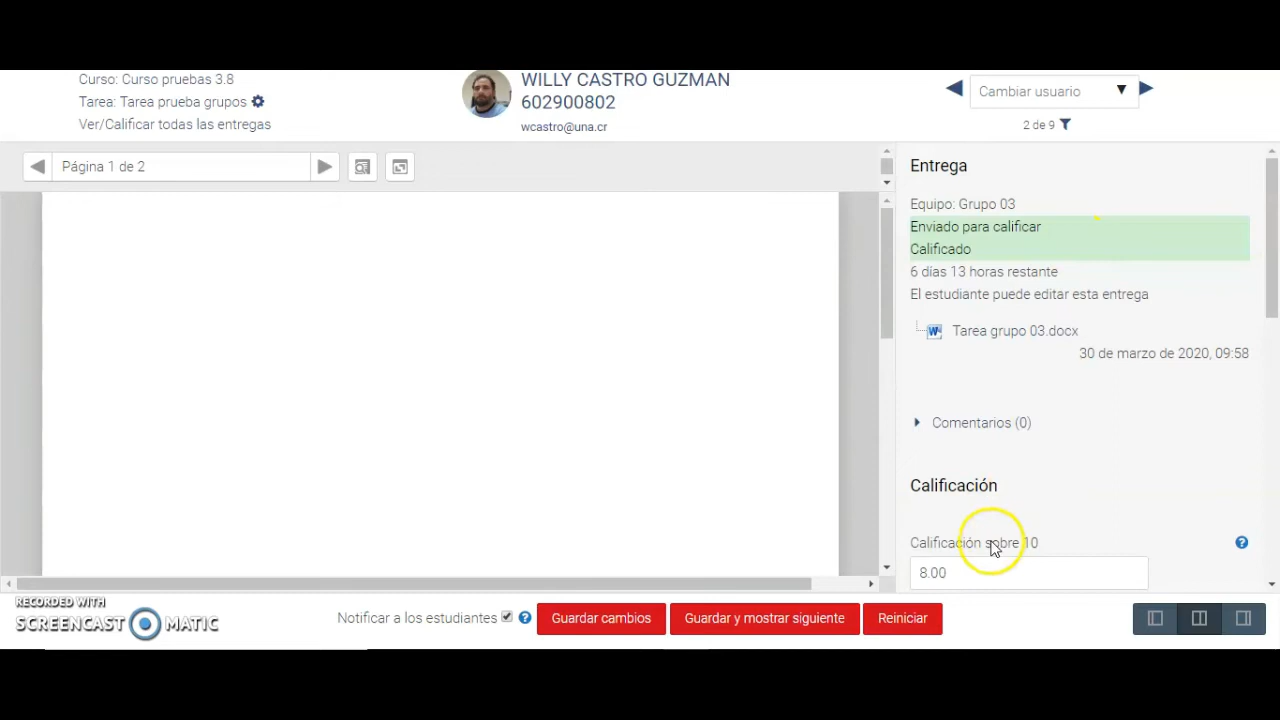 Curso: Curso pruebas 3.8
Tarea: Tarea prueba grupos
Ver/Calificar todas las entregas
WILLY CASTRO GUZMAN
602900802
wcastro@una.cr
Cambiar usuario
2 de 9
Página 1 de 2
Entrega
Equipo: Grupo 03
Enviado para calificar
Calificado
6 días 13 horas restante
El estudiante puede editar esta entrega
Tarea grupo 03.docx
30 de marzo de 2020, 09:58
Comentarios (0)
Calificación
Calificación sobre 10
8.00
RECORDED WITH
SCREENCAST MATIC
Notificar a los estudiantes
Guardar cambios
Guardar y mostrar siguiente
Reiniciar